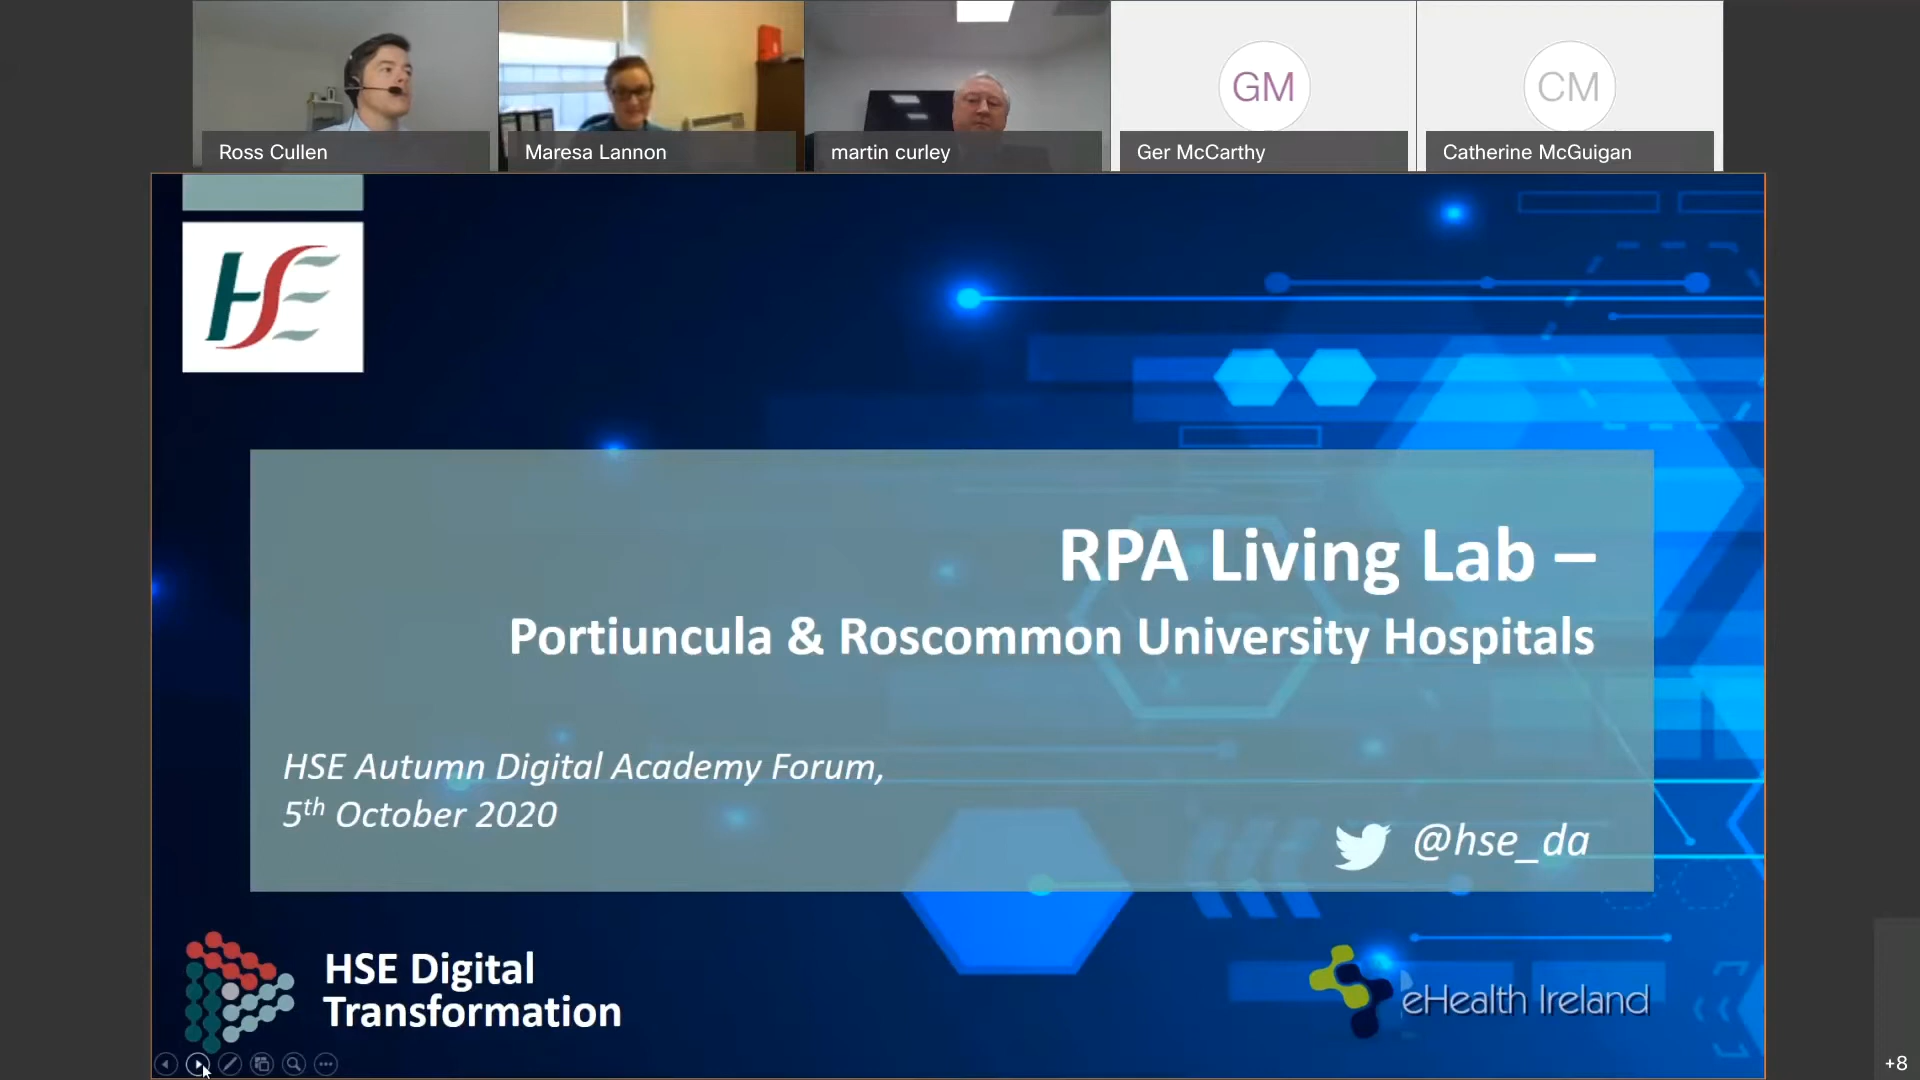 Ross Cullen
Maresa Lannon
martin curley
GM
Ger McCarthy
CM
Catherine McGuigan
HSE
RPA Living Lab –
Portiuncula & Roscommon University Hospitals
HSE Autumn Digital Academy Forum,
5th October 2020
@hse_da
HSE Digital
Transformation
eHealth Ireland
+8